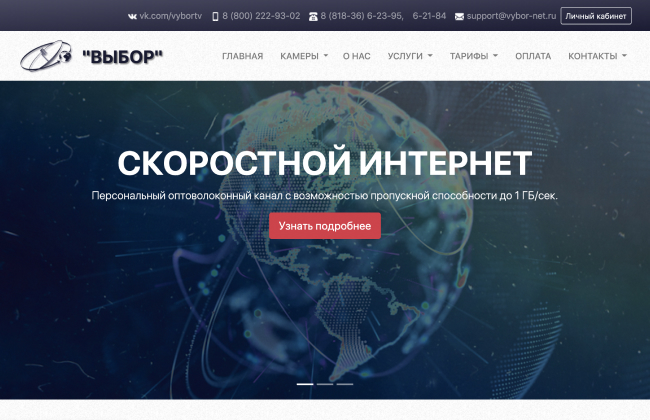 vk.com/vybortv 8 (800) 222-93-02 8 (818-36) 6-23-95, 6-21-84 support@vybor-net.ru Личный кабинет
"ВЫБОР" ГЛАВНАЯ КАМЕРЫ О НАС УСЛУГИ ТАРИФЫ ОПЛАТА КОНТАКТЫ
СКОРОСТНОЙ ИНТЕРНЕТ
Персональный оптоволоконный канал с возможностью пропускной способности до 1 ГБ/сек.
Узнать подробнее